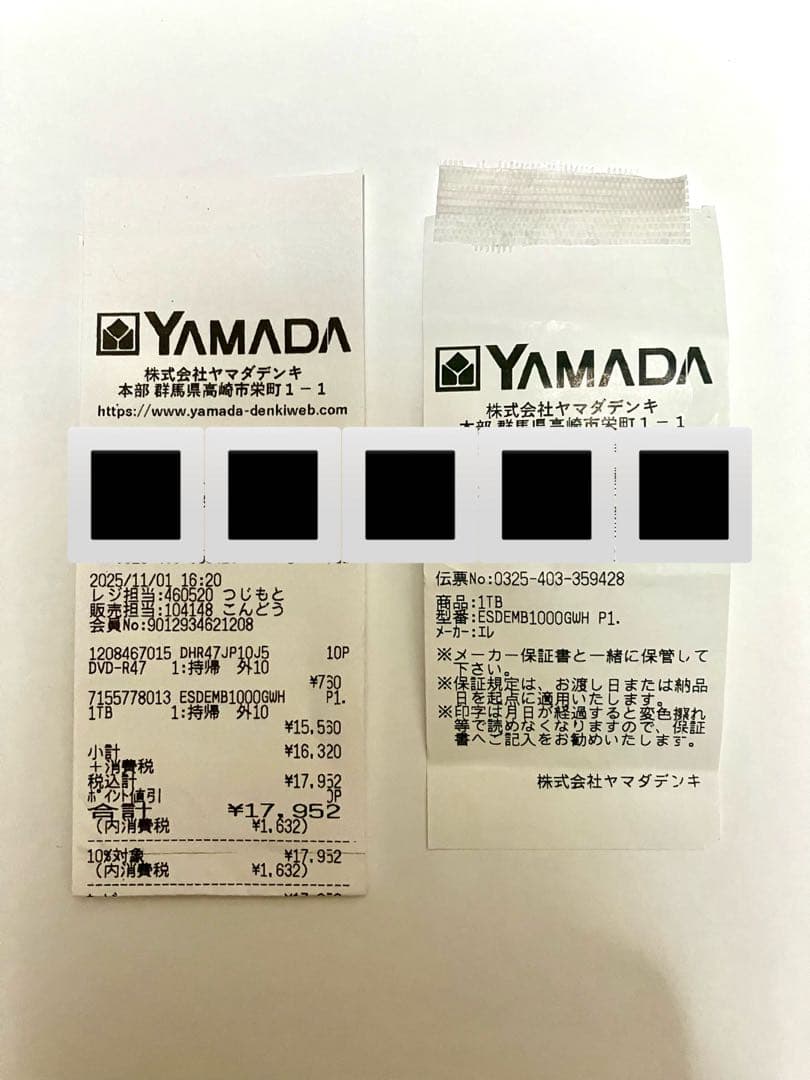 YAMADA
株式会社ヤマダデンキ
本部 群馬県高崎市栄町1-1
https://www.yamada-denkiweb.com
2025/11/01 16:20
レジ担当:460520 つじもと
販売担当:104148 こんどう
会員No:9012934621208
1208467015 DHR47JP10J5 10P
DVD-R47 1:持帰 外10
¥760
7155778013 ESDEMB1000GWH P1.
1TB 1:持帰 外10
¥15,560
小計 ¥16,320
+消費税
税込計 ¥17,952
ポイント値引 0P
合計 ¥17,952
(内消費税 ¥1,632)
10%対象 ¥17,952
(内消費税 ¥1,632)
YAMADA
株式会社ヤマダデンキ
本部 群馬県高崎市栄町1-1
伝票No:0325-403-359428
商品:1TB
型番:ESDEMB1000GWH P1.
メーカー:エレ
※メーカー保証書と一緒に保管して
下さい。
※保証規定は、お渡し日または納品
日を起点に適用いたします。
※印字は月日が経過すると変色擦れ
等で読めなくなりますので、保証
書へご記入をお勧めいたします。
株式会社ヤマダデンキ